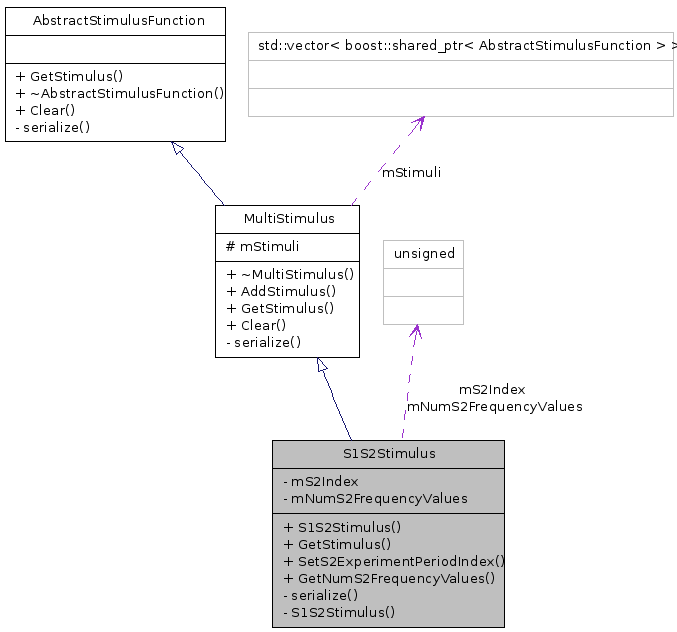 AbstractStimulusFunction
+ GetStimulus()
+ ~AbstractStimulusFunction()
+ Clear()
- serialize()
std::vector< boost::shared_ptr< AbstractStimulusFunction > >
mStimuli
MultiStimulus
# mStimuli
+ ~MultiStimulus()
+ AddStimulus()
+ GetStimulus()
+ Clear()
- serialize()
unsigned
mS2Index
mNumS2FrequencyValues
S1S2Stimulus
- mS2Index
- mNumS2FrequencyValues
+ S1S2Stimulus()
+ GetStimulus()
+ SetS2ExperimentPeriodIndex()
+ GetNumS2FrequencyValues()
- serialize()
- S1S2Stimulus()